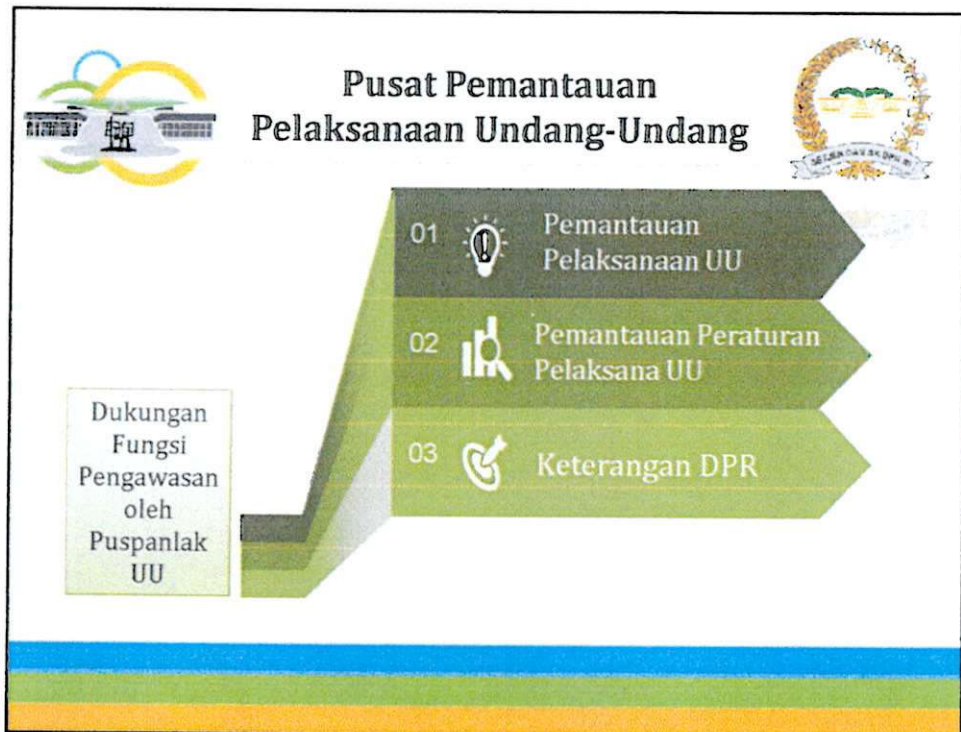 Pusat Pemantauan
Pelaksanaan Undang-Undang
01
Pemantauan
Pelaksanaan UU
02
Pemantauan Peraturan
Pelaksana UU
03
Keterangan DPR
Dukungan
Fungsi
Pengawasan
oleh
Puspanlak
UU